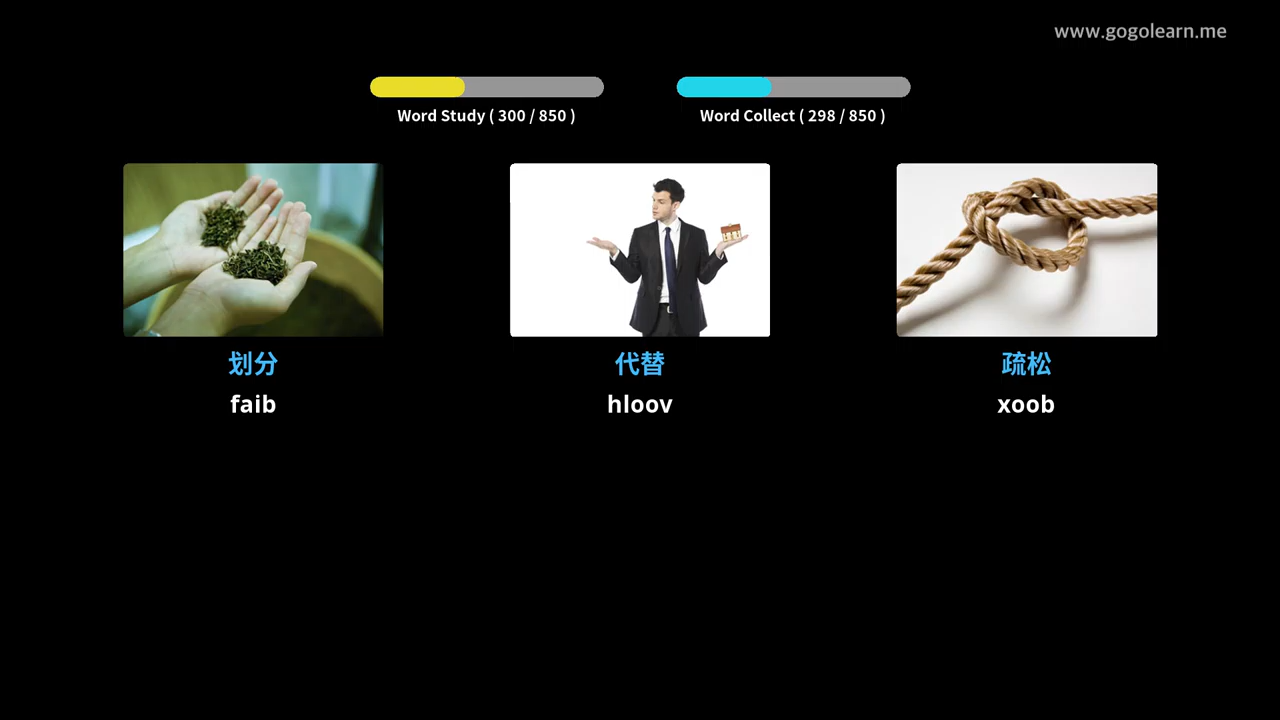 www.gogolearn.me
Word Study ( 300 / 850 )
Word Collect ( 298 / 850 )
划分
faib
代替
hloov
疏松
xoob